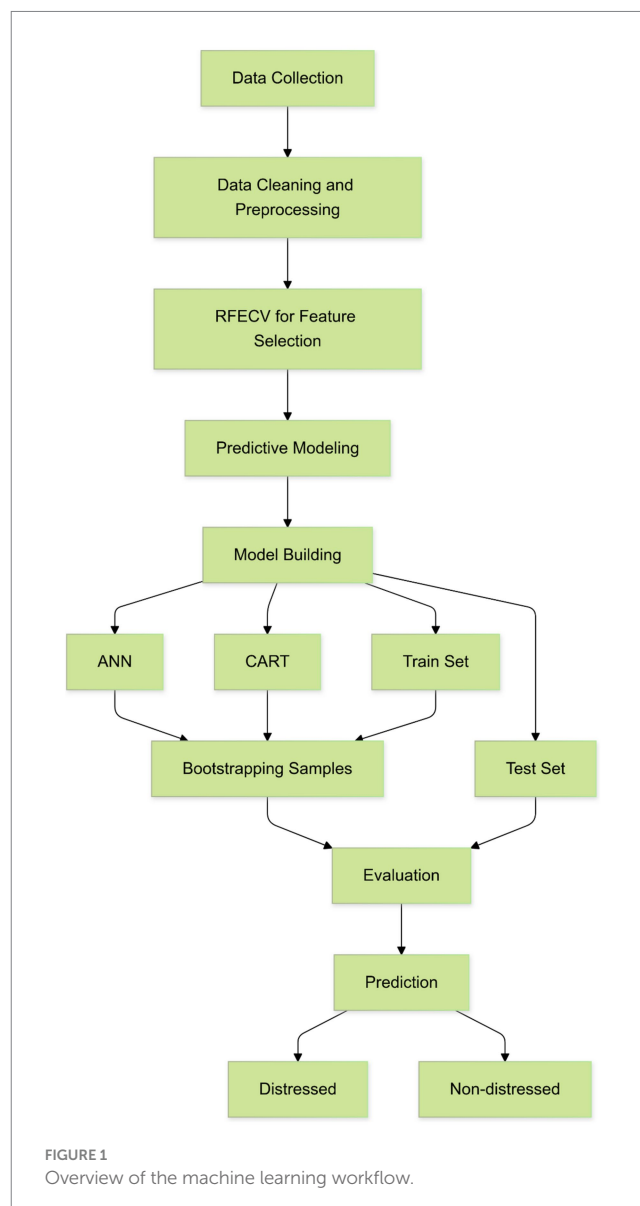 Data Collection
Data Cleaning and
Preprocessing
RFECV for Feature
Selection
Predictive Modeling
Model Building
ANN
CART
Train Set
Bootstrapping Samples
Test Set
Evaluation
Prediction
Distressed
Non-distressed
FIGURE 1
Overview of the machine learning workflow.